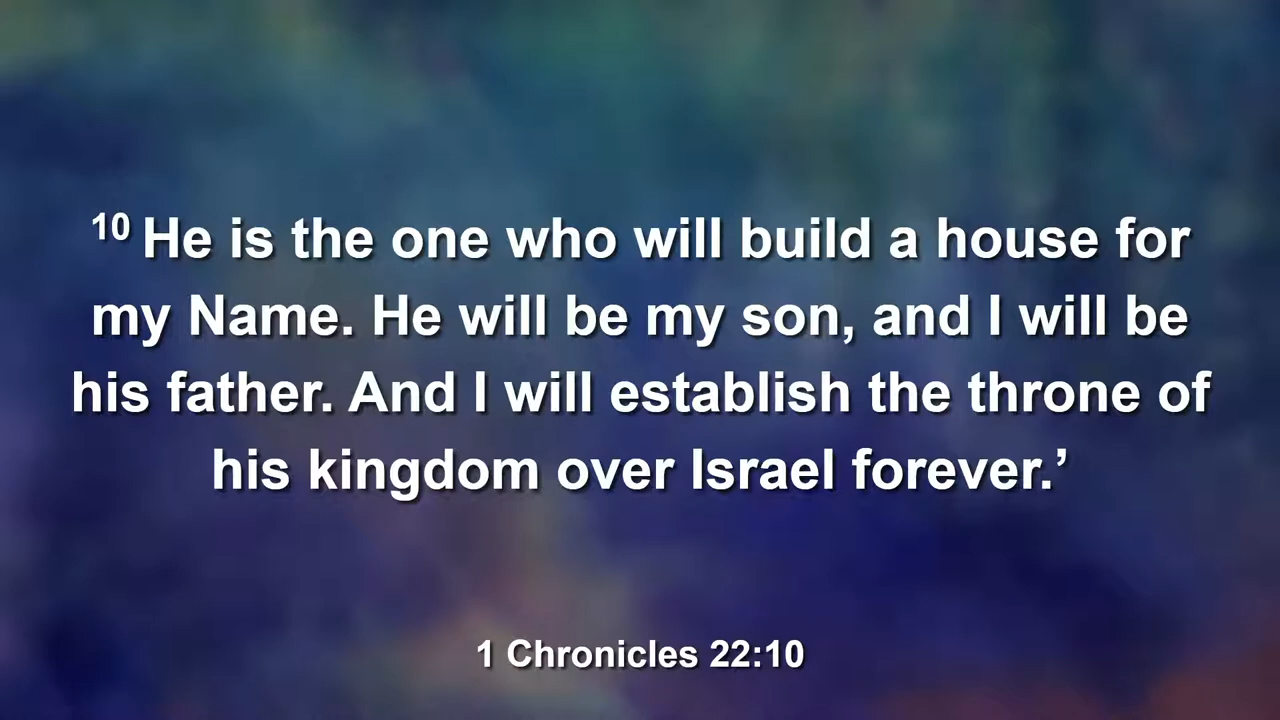 10 He is the one who will build a house for
my Name. He will be my son, and I will be
his father. And I will establish the throne of
his kingdom over Israel forever.’
1 Chronicles 22:10